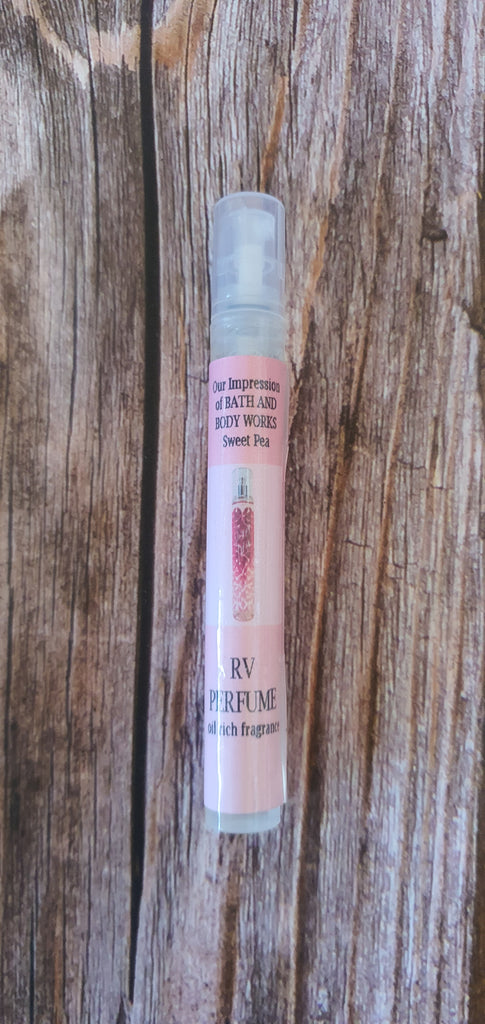 Our Impression
of BATH AND
BODY WORKS
Sweet Pea
RV
PERFUME
oil rich fragrance